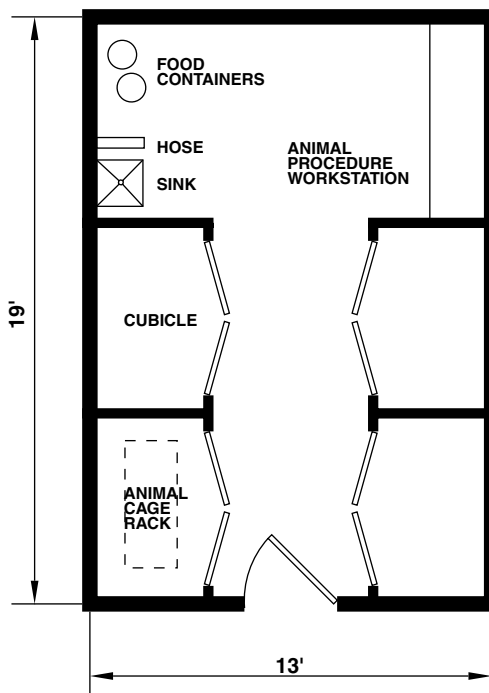 FOOD
CONTAINERS
HOSE
ANIMAL
PROCEDURE
WORKSTATION
SINK
19'
CUBICLE
ANIMAL
CAGE
RACK
13'